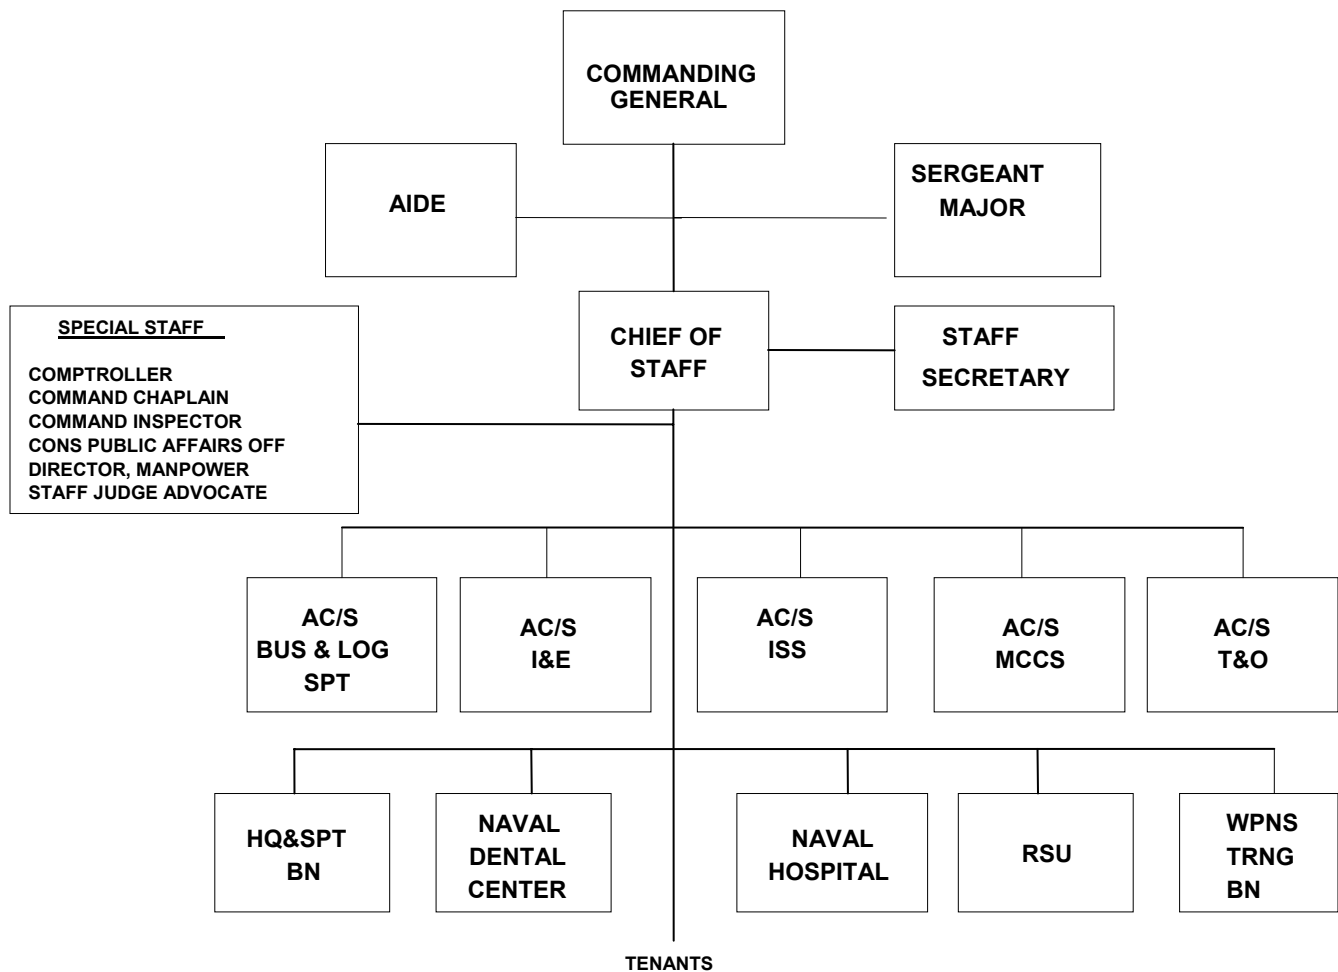 COMMANDING
GENERAL
AIDE
SERGEANT
MAJOR
SPECIAL STAFF
COMPTROLLER
COMMAND CHAPLAIN
COMMAND INSPECTOR
CONS PUBLIC AFFAIRS OFF
DIRECTOR, MANPOWER
STAFF JUDGE ADVOCATE
CHIEF OF
STAFF
STAFF
SECRETARY
AC/S
BUS & LOG
SPT
AC/S
I&E
AC/S
ISS
AC/S
MCCS
AC/S
T&O
HQ&SPT
BN
NAVAL
DENTAL
CENTER
NAVAL
HOSPITAL
RSU
WPNS
TRNG
BN
TENANTS